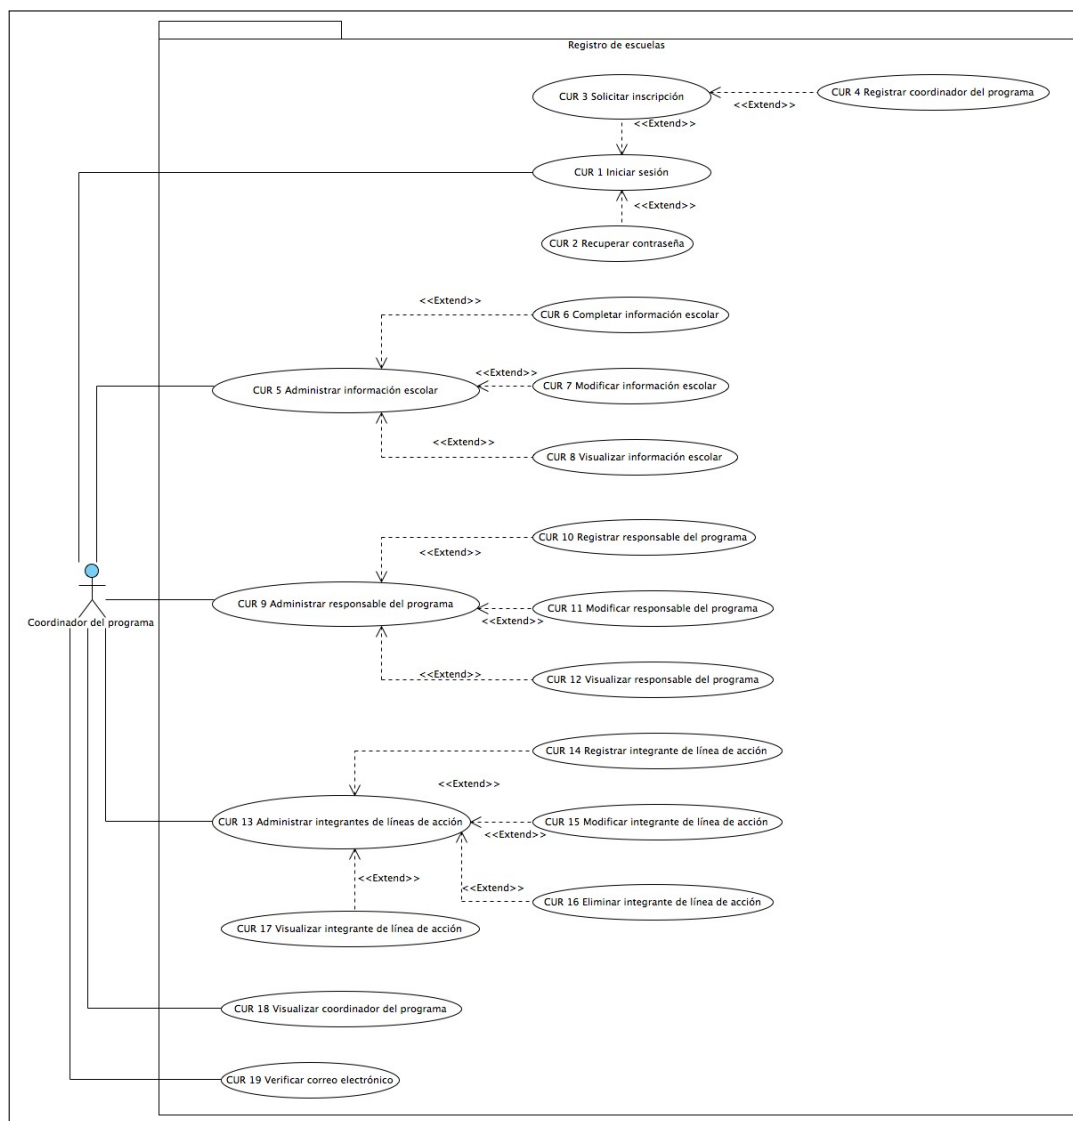 Registro de escuelas
CUR 3 Solicitar inscripción
CUR 4 Registrar coordinador del programa
<<Extend>>
<<Extend>>
CUR 1 Iniciar sesión
<<Extend>>
CUR 2 Recuperar contraseña
<<Extend>>
CUR 6 Completar información escolar
<<Extend>>
CUR 5 Administrar información escolar
CUR 7 Modificar información escolar
<<Extend>>
CUR 8 Visualizar información escolar
CUR 10 Registrar responsable del programa
<<Extend>>
CUR 9 Administrar responsable del programa
CUR 11 Modificar responsable del programa
<<Extend>>
Coordinador del programa
<<Extend>>
CUR 12 Visualizar responsable del programa
CUR 14 Registrar integrante de línea de acción
<<Extend>>
CUR 13 Administrar integrantes de líneas de acción
CUR 15 Modificar integrante de línea de acción
<<Extend>>
<<Extend>>
<<Extend>>
CUR 16 Eliminar integrante de línea de acción
CUR 17 Visualizar integrante de línea de acción
CUR 18 Visualizar coordinador del programa
CUR 19 Verificar correo electrónico